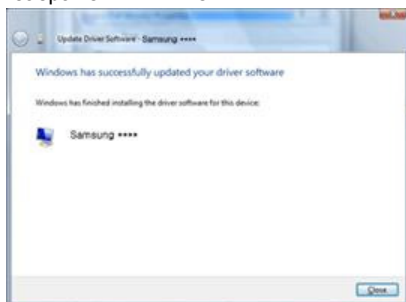 Update Driver Software - Samsung ****
Windows has successfully updated your driver software
Windows has finished installing the driver software for this device:
Samsung ****
Close